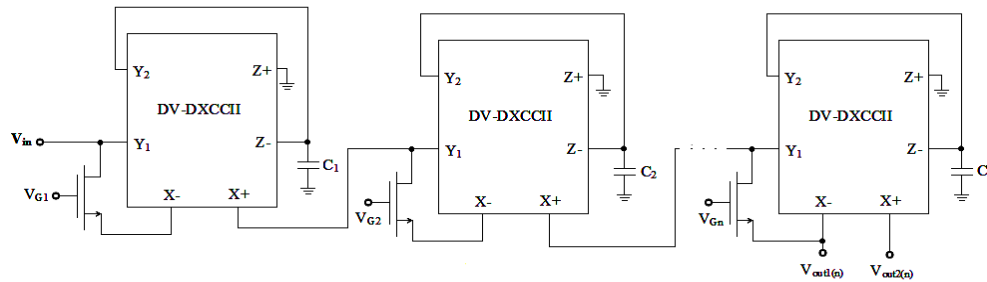 Y₂
Z+
DV-DXCCII
Vin
Y₁
Z-
C₁
VG1
X-
X+
Y₂
Z+
DV-DXCCII
Y₁
Z-
C₂
VG2
X-
X+
. . . .
Y₂
Z+
DV-DXCCII
Y₁
Z-
C
VGn
X-
X+
Vout1(n)
Vout2(n)